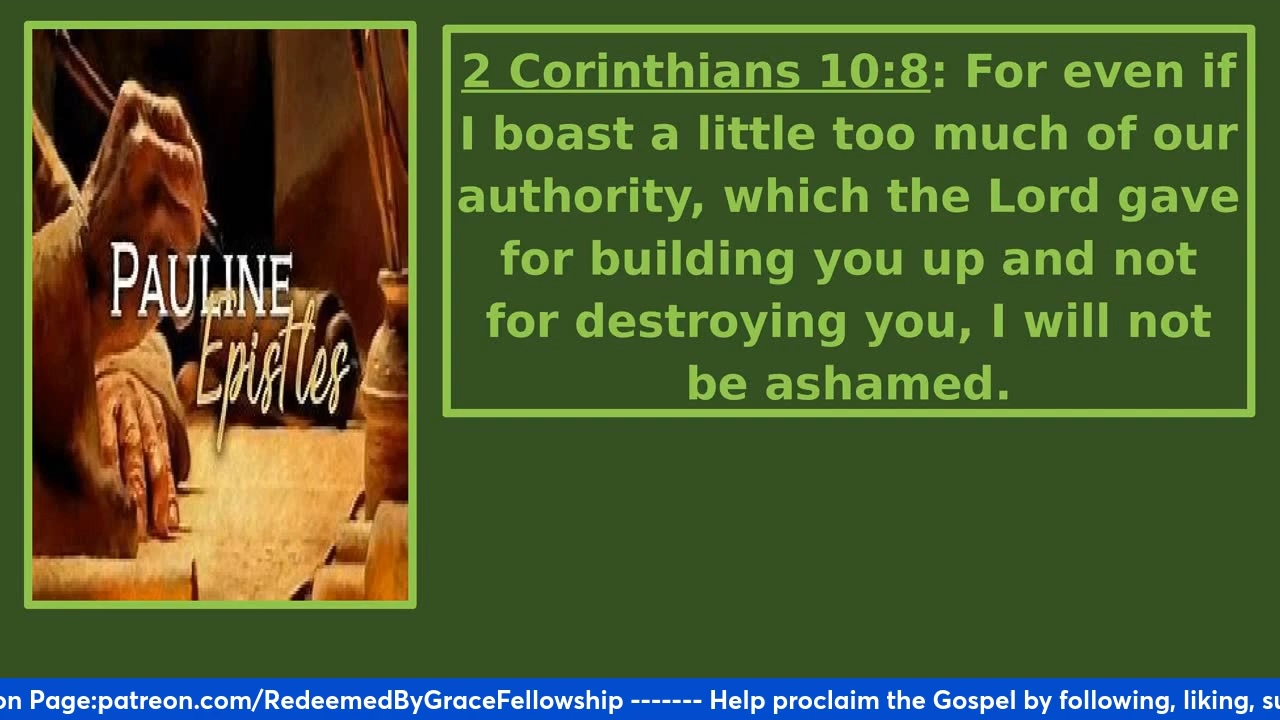 PAULINE
Epistles
2 Corinthians 10:8: For even if
I boast a little too much of our
authority, which the Lord gave
for building you up and not
for destroying you, I will not
be ashamed.
on Page:patreon.com/RedeemedByGraceFellowship ------- Help proclaim the Gospel by following, liking, su